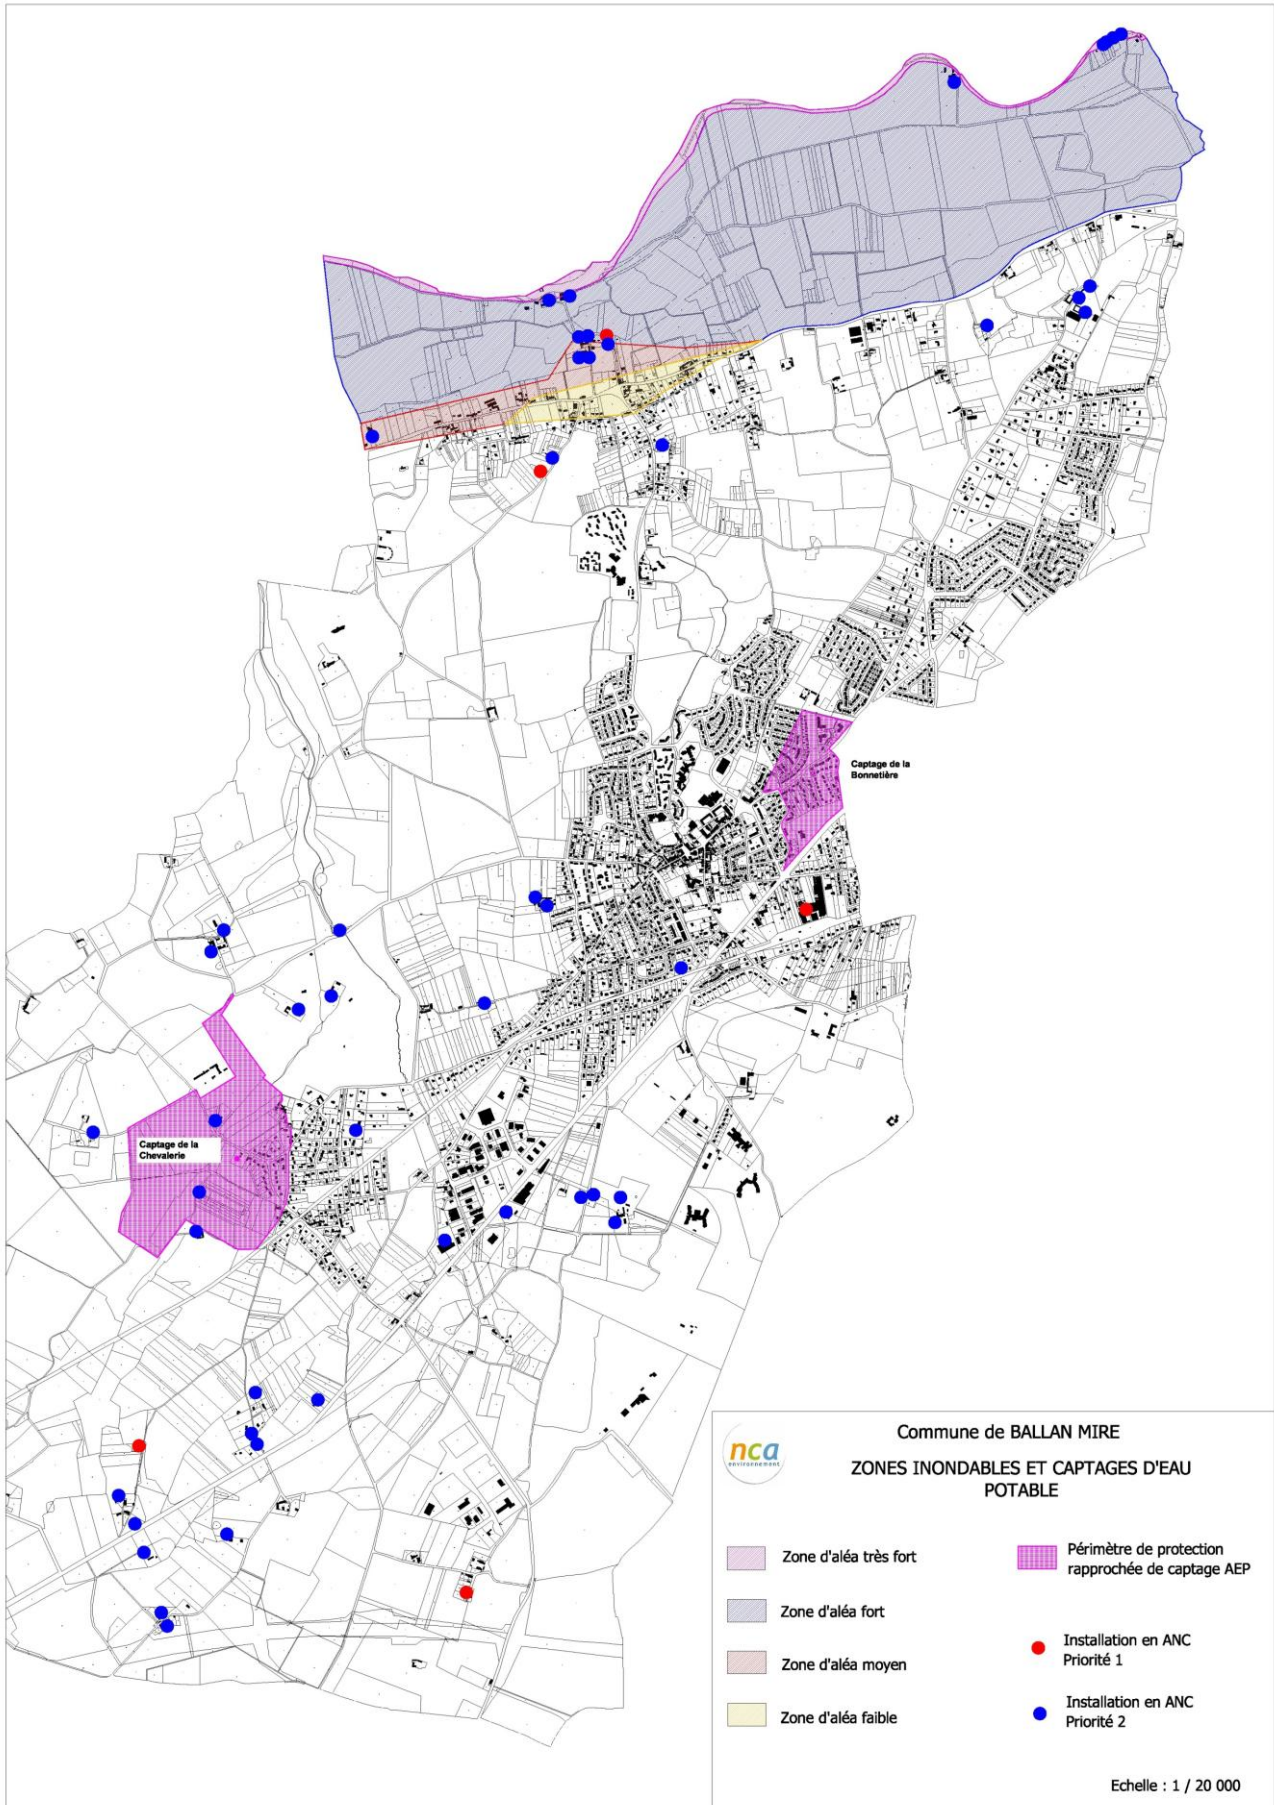 Captage de la
Bonnetière
Captage de la
Chevalerie
nca
environnement
Commune de BALLAN MIRE
ZONES INONDABLES ET CAPTAGES D'EAU
POTABLE
Zone d'aléa très fort
Zone d'aléa fort
Zone d'aléa moyen
Zone d'aléa faible
Périmètre de protection
rapprochée de captage AEP
Installation en ANC
Priorité 1
Installation en ANC
Priorité 2
Echelle : 1 / 20 000